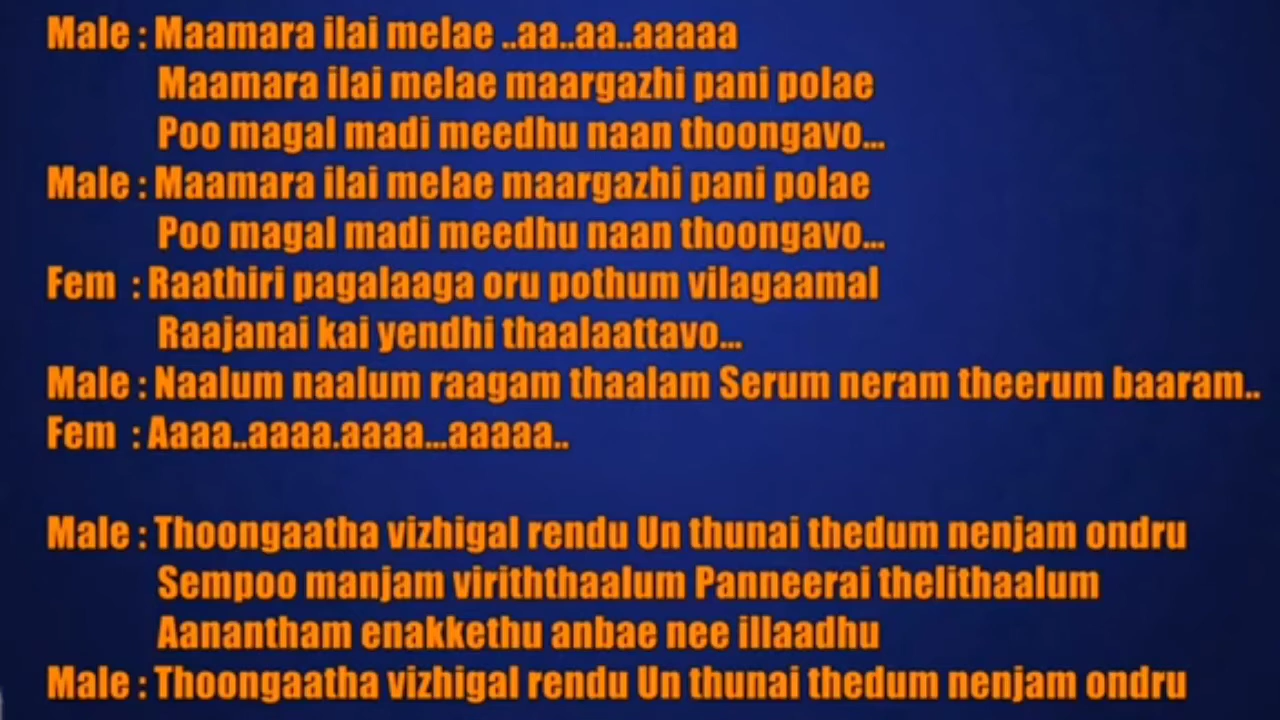 Male : Maamara ilai melae ..aa..aa..aaaaa
Maamara ilai melae maargazhi pani polae
Poo magal madi meedhu naan thoongavo...
Male : Maamara ilai melae maargazhi pani polae
Poo magal madi meedhu naan thoongavo...
Fem : Raathiri pagalaaga oru pothum vilagaamal
Raajanai kai yendhi thaalaattavo...
Male : Naalum naalum raagam thaalam Serum neram theerum baaram..
Fem : Aaaa..aaaa.aaaa...aaaaa..
Male : Thoongaatha vizhigal rendu Un thunai thedum nenjam ondru
Sempoo manjam viriththaalum Panneerai thelithaalum
Aanantham enakkethu anbae nee illaadhu
Male : Thoongaatha vizhigal rendu Un thunai thedum nenjam ondru